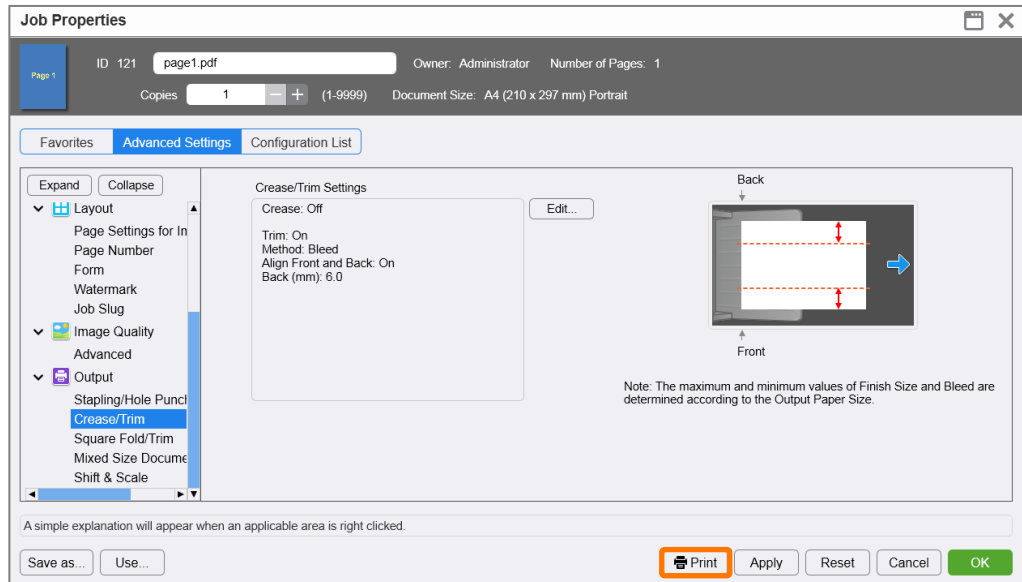 Job Properties
Page 1
ID 121 page1.pdf Owner: Administrator Number of Pages: 1
Copies 1 (1-9999) Document Size: A4 (210 x 297 mm) Portrait
Favorites Advanced Settings Configuration List
Expand Collapse
Layout
Page Settings for In
Page Number
Form
Watermark
Job Slug
Image Quality
Advanced
Output
Stapling/Hole Punch
Crease/Trim
Square Fold/Trim
Mixed Size Docume
Shift & Scale
Crease/Trim Settings
Crease: Off
Trim: On
Method: Bleed
Align Front and Back: On
Back (mm): 6.0
Edit...
Back
Front
Note: The maximum and minimum values of Finish Size and Bleed are
determined according to the Output Paper Size.
A simple explanation will appear when an applicable area is right clicked.
Save as... Use... Print Apply Reset Cancel OK